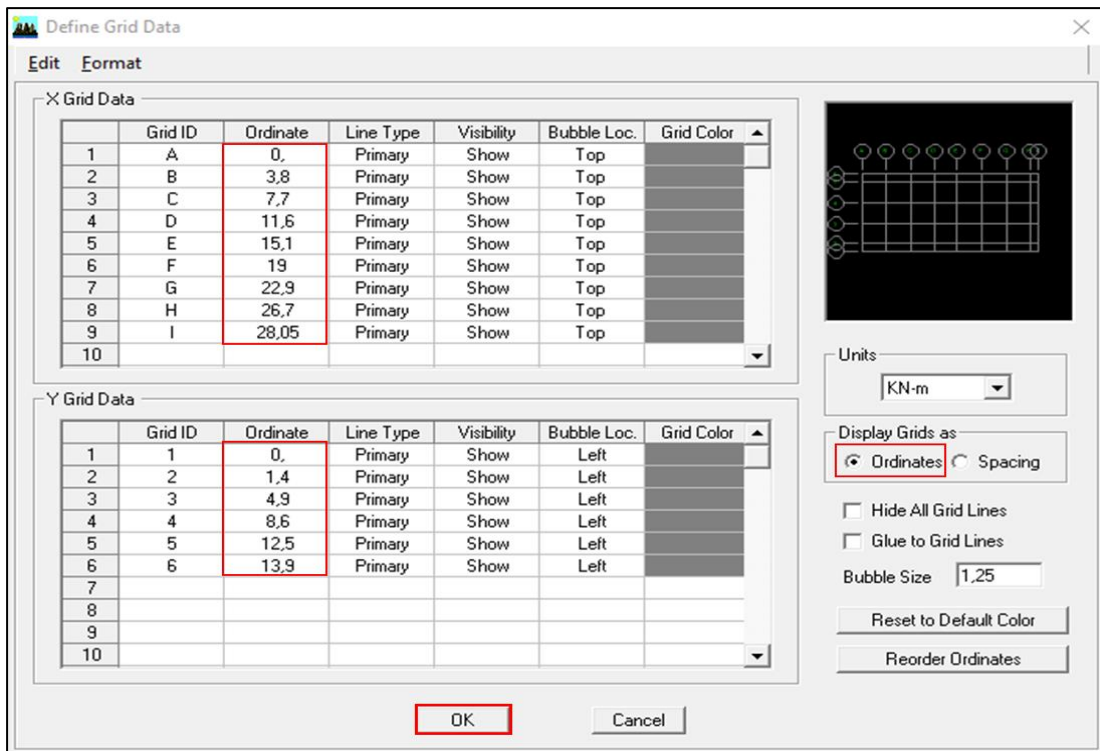 Define Grid Data
Edit Format
X Grid Data
Grid ID Ordinate Line Type Visibility Bubble Loc. Grid Color
1 A 0, Primary Show Top
2 B 3,8 Primary Show Top
3 C 7,7 Primary Show Top
4 D 11,6 Primary Show Top
5 E 15,1 Primary Show Top
6 F 19 Primary Show Top
7 G 22,9 Primary Show Top
8 H 26,7 Primary Show Top
9 I 28,05 Primary Show Top
10
Y Grid Data
Grid ID Ordinate Line Type Visibility Bubble Loc. Grid Color
1 1 0, Primary Show Left
2 2 1,4 Primary Show Left
3 3 4,9 Primary Show Left
4 4 8,6 Primary Show Left
5 5 12,5 Primary Show Left
6 6 13,9 Primary Show Left
7
8
9
10
Units
KN-m
Display Grids as
Ordinates Spacing
Hide All Grid Lines
Glue to Grid Lines
Bubble Size 1,25
Reset to Default Color
Reorder Ordinates
OK Cancel